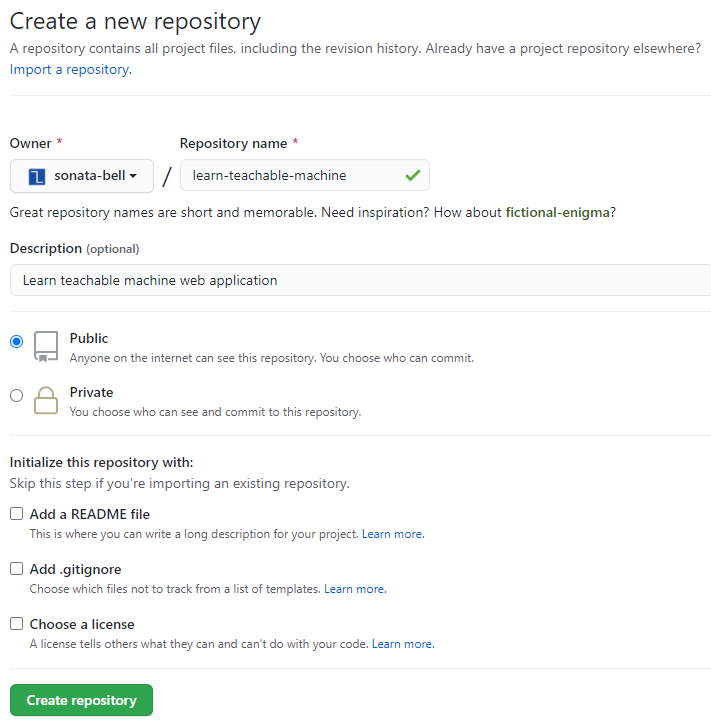 Create a new repository
A repository contains all project files, including the revision history. Already have a project repository elsewhere?
Import a repository.
Owner * Repository name *
sonata-bell / learn-teachable-machine
Great repository names are short and memorable. Need inspiration? How about fictional-enigma?
Description (optional)
Learn teachable machine web application
Public
Anyone on the internet can see this repository. You choose who can commit.
Private
You choose who can see and commit to this repository.
Initialize this repository with:
Skip this step if you're importing an existing repository.
Add a README file
This is where you can write a long description for your project. Learn more.
Add .gitignore
Choose which files not to track from a list of templates. Learn more.
Choose a license
A license tells others what they can and can't do with your code. Learn more.
Create repository